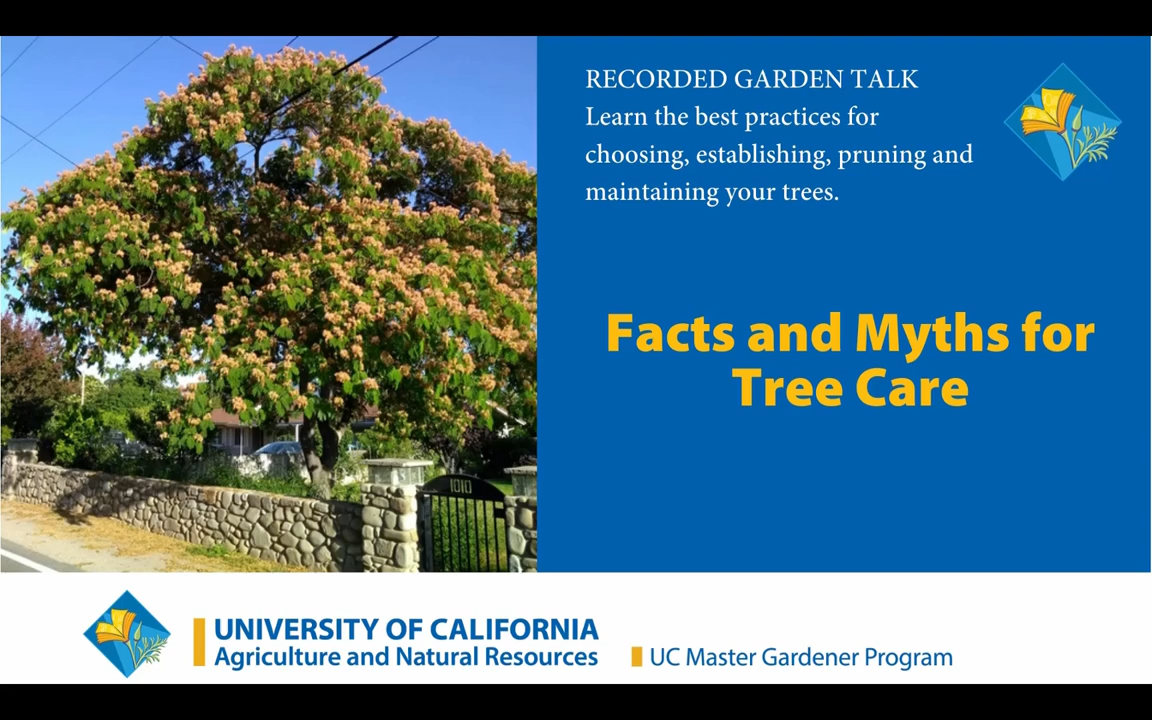 RECORDED GARDEN TALK
Learn the best practices for
choosing, establishing, pruning and
maintaining your trees.
Facts and Myths for
Tree Care
1010
UNIVERSITY OF CALIFORNIA
Agriculture and Natural Resources
UC Master Gardener Program